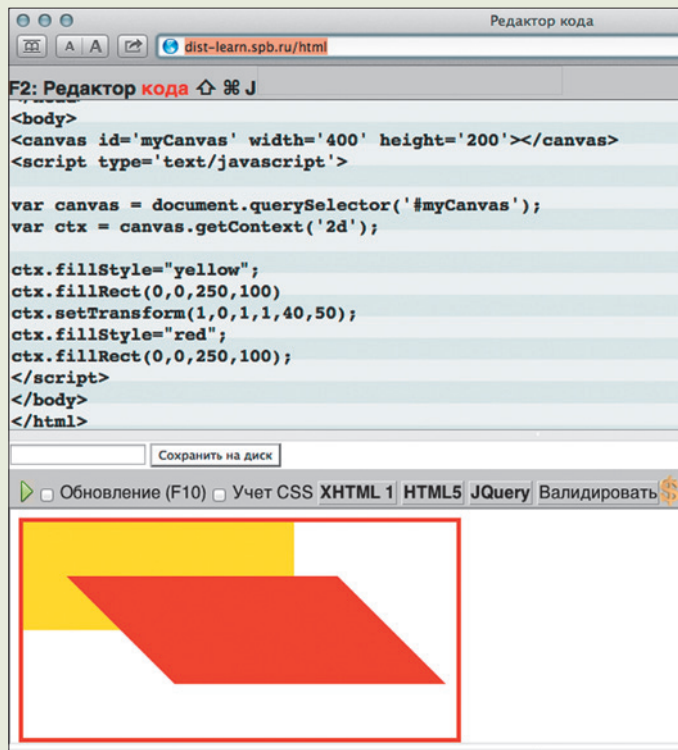 Редактор кода
A A dist-learn.spb.ru/html
F2: Редактор кода ⇧ ⌘ J
</head>
<body>
<canvas id='myCanvas' width='400' height='200'></canvas>
<script type='text/javascript'>
var canvas = document.querySelector('#myCanvas');
var ctx = canvas.getContext('2d');
ctx.fillStyle="yellow";
ctx.fillRect(0,0,250,100)
ctx.setTransform(1,0,1,1,40,50);
ctx.fillStyle="red";
ctx.fillRect(0,0,250,100);
</script>
</body>
</html>
Сохранить на диск
Обновление (F10) Учет CSS XHTML 1 HTML5 JQuery Валидировать $